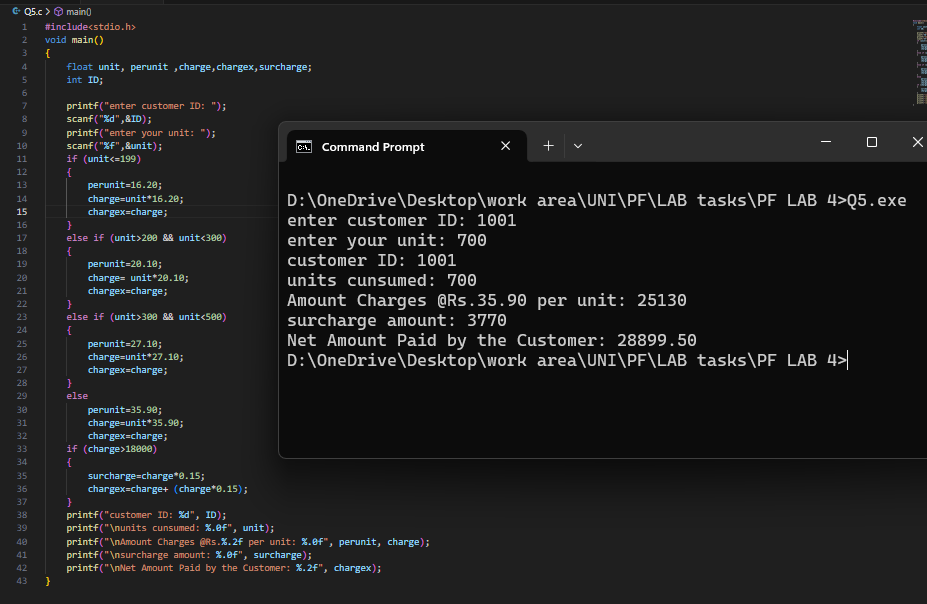 Q5.c > main()
1 #include<stdio.h>
2 void main()
3 {
4 float unit, perunit ,charge,chargex,surcharge;
5 int ID;
6
7 printf("enter customer ID: ");
8 scanf("%d",&ID);
9 printf("enter your unit: ");
10 scanf("%f",&unit);
11 if (unit<=199)
12 {
13 perunit=16.20;
14 charge=unit*16.20;
15 chargex=charge;
16 }
17 else if (unit>200 && unit<300)
18 {
19 perunit=20.10;
20 charge= unit*20.10;
21 chargex=charge;
22 }
23 else if (unit>300 && unit<500)
24 {
25 perunit=27.10;
26 charge=unit*27.10;
27 chargex=charge;
28 }
29 else
30 perunit=35.90;
31 charge=unit*35.90;
32 chargex=charge;
33 if (charge>18000)
34 {
35 surcharge=charge*0.15;
36 chargex=charge+ (charge*0.15);
37 }
38 printf("customer ID: %d", ID);
39 printf("\nunits cunsumed: %.0f", unit);
40 printf("\nAmount Charges @Rs.%.2f per unit: %.0f", perunit, charge);
41 printf("\nsurcharge amount: %.0f", surcharge);
42 printf("\nNet Amount Paid by the Customer: %.2f", chargex);
43 }
Command Prompt
D:\OneDrive\Desktop\work area\UNI\PF\LAB tasks\PF LAB 4>Q5.exe
enter customer ID: 1001
enter your unit: 700
customer ID: 1001
units cunsumed: 700
Amount Charges @Rs.35.90 per unit: 25130
surcharge amount: 3770
Net Amount Paid by the Customer: 28899.50
D:\OneDrive\Desktop\work area\UNI\PF\LAB tasks\PF LAB 4>